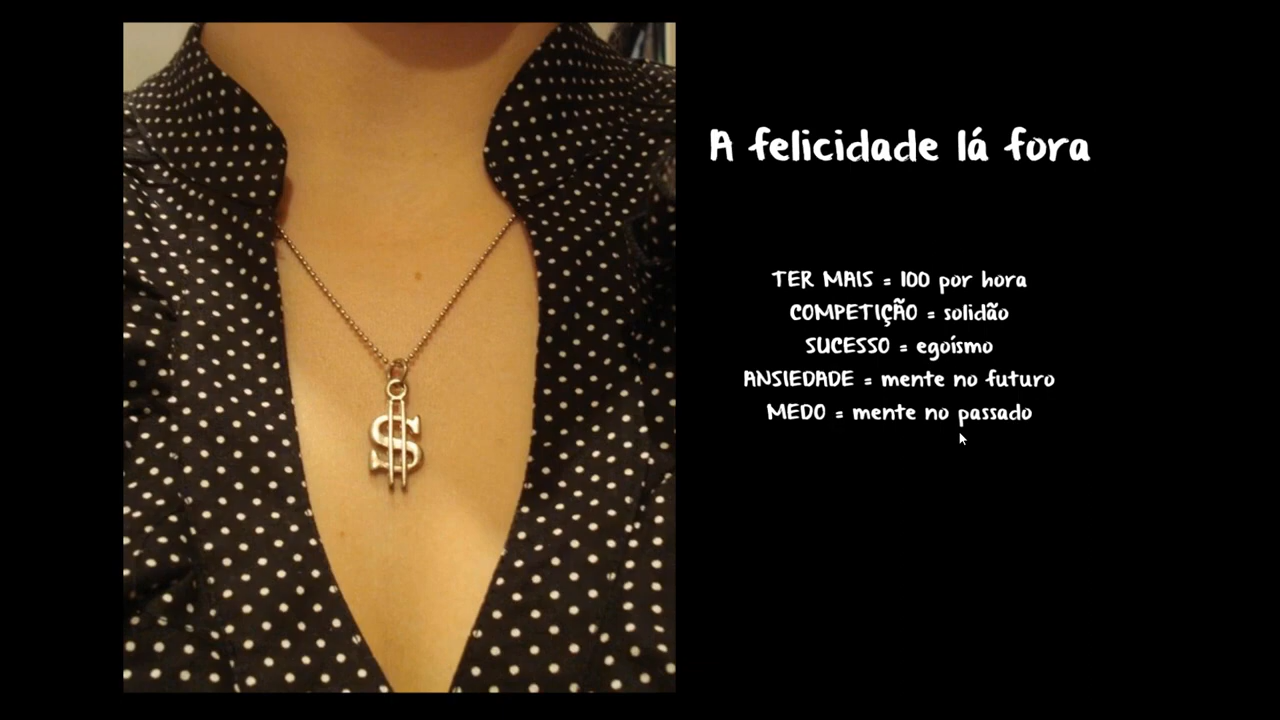 A felicidade lá fora
TER MAIS = 100 por hora
COMPETIÇÃO = solidão
SUCESSO = egoísmo
ANSIEDADE = mente no futuro
MEDO = mente no passado